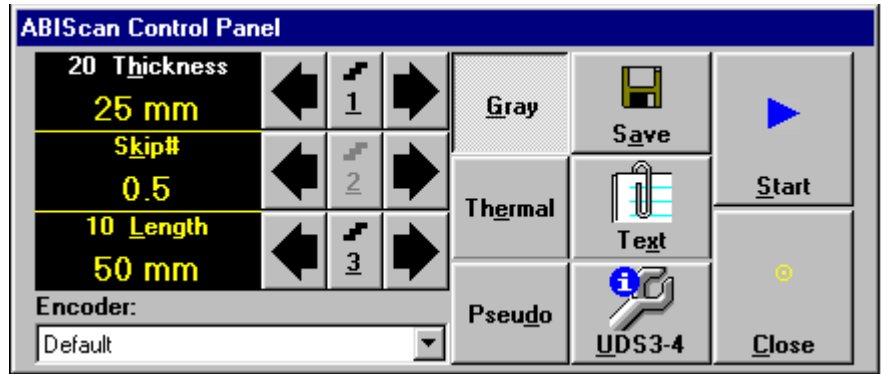 ABIScan Control Panel
20 Thickness
25 mm
1
Skip#
0.5
2
10 Length
50 mm
3
Encoder:
Default
Gray
Thermal
Pseudo
Save
Text
UDS3-4
Start
Close